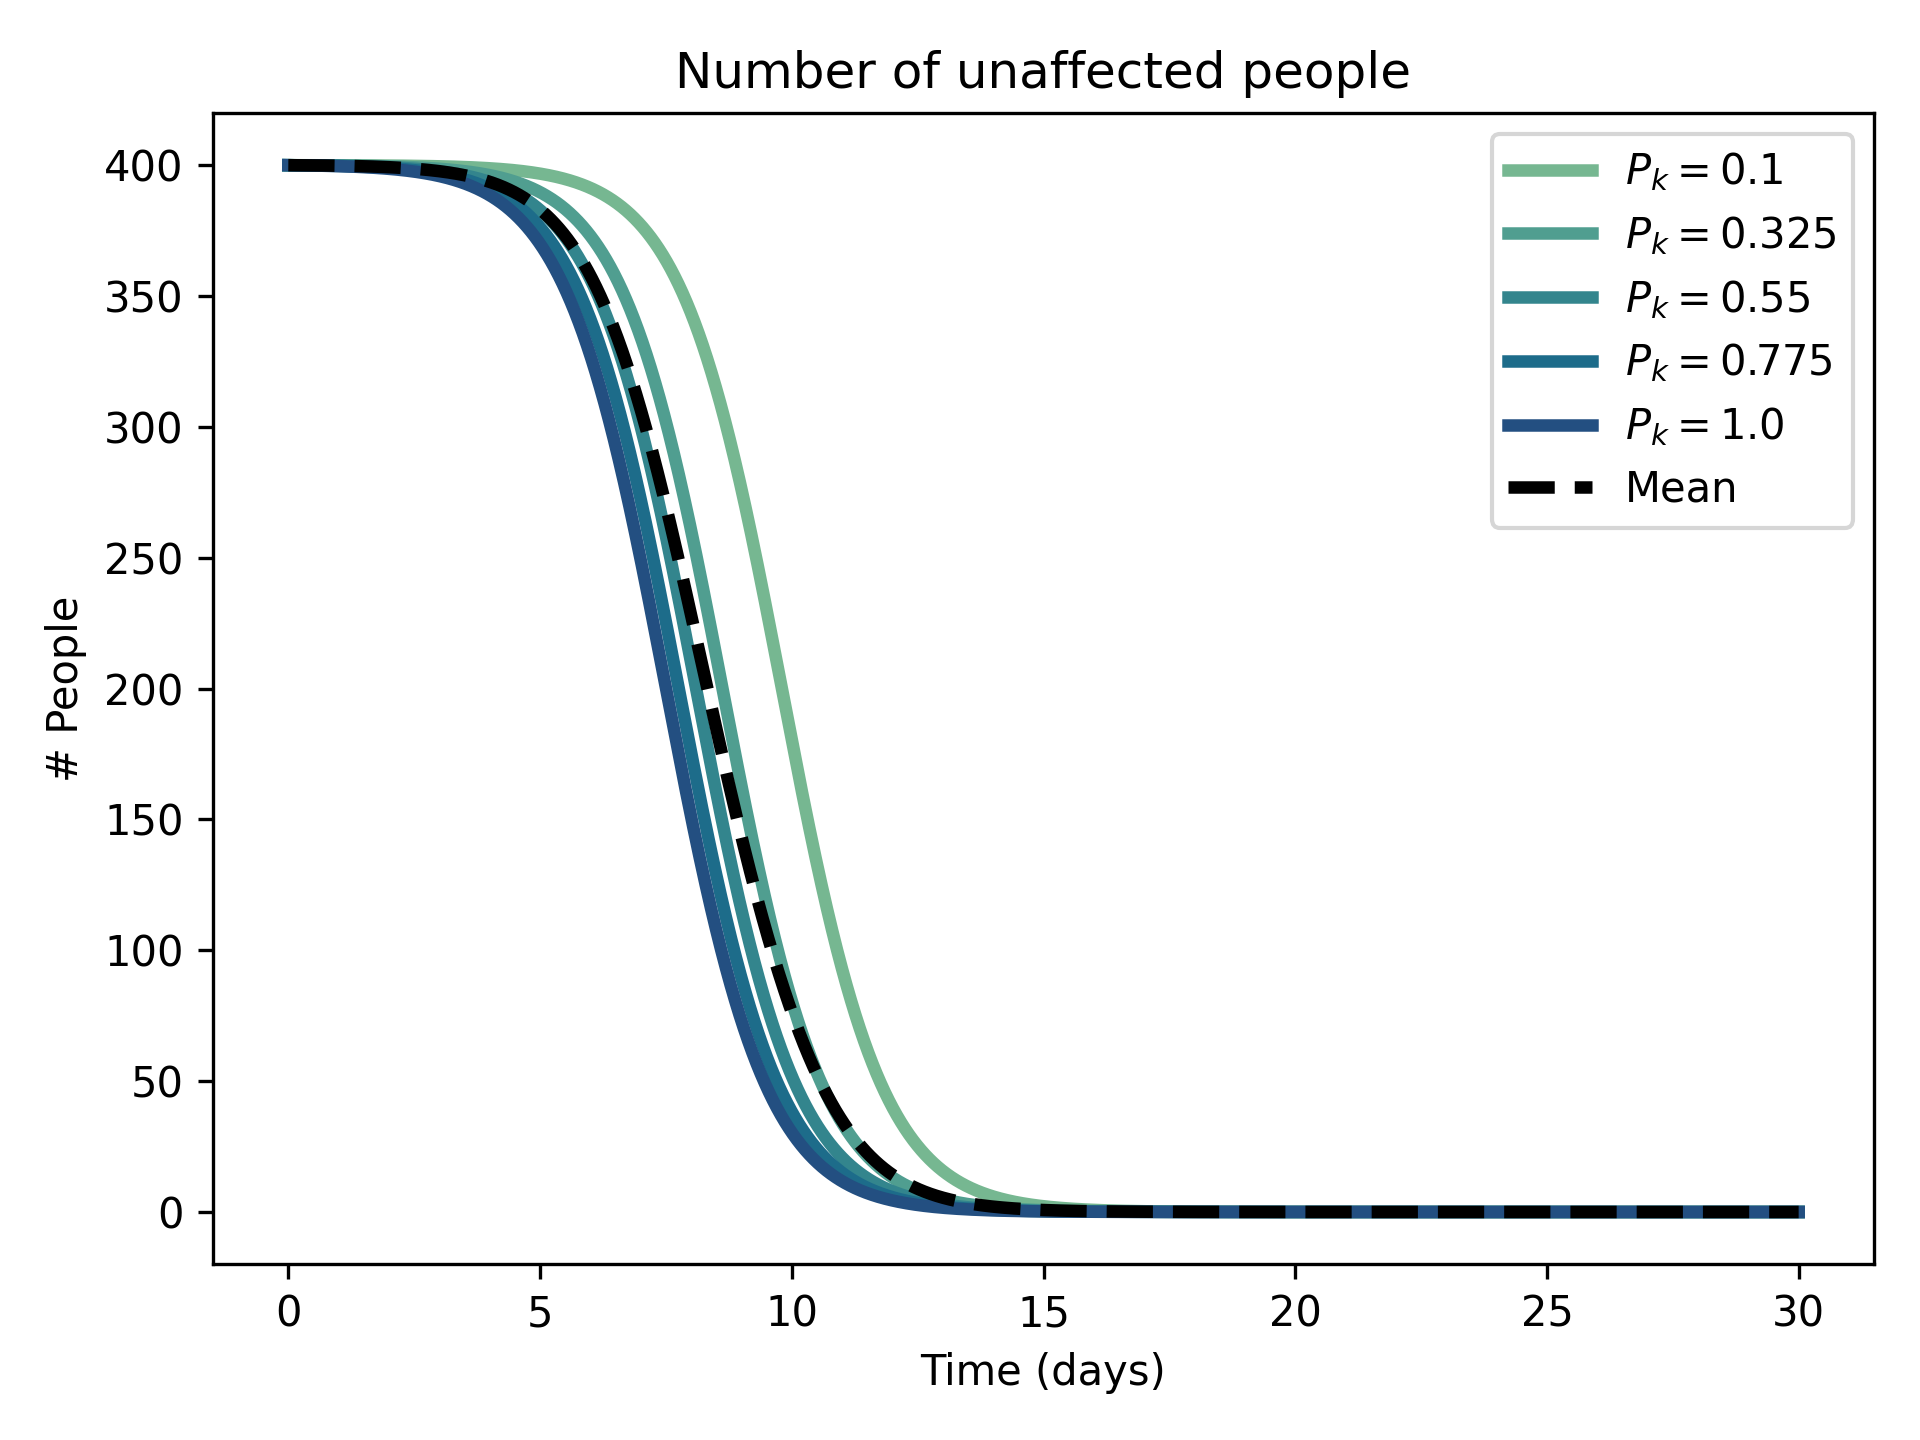 Number of unaffected people
# People
400
350
300
250
200
150
100
50
0
0 5 10 15 20 25 30
Time (days)
P_k = 0.1
P_k = 0.325
P_k = 0.55
P_k = 0.775
P_k = 1.0
Mean